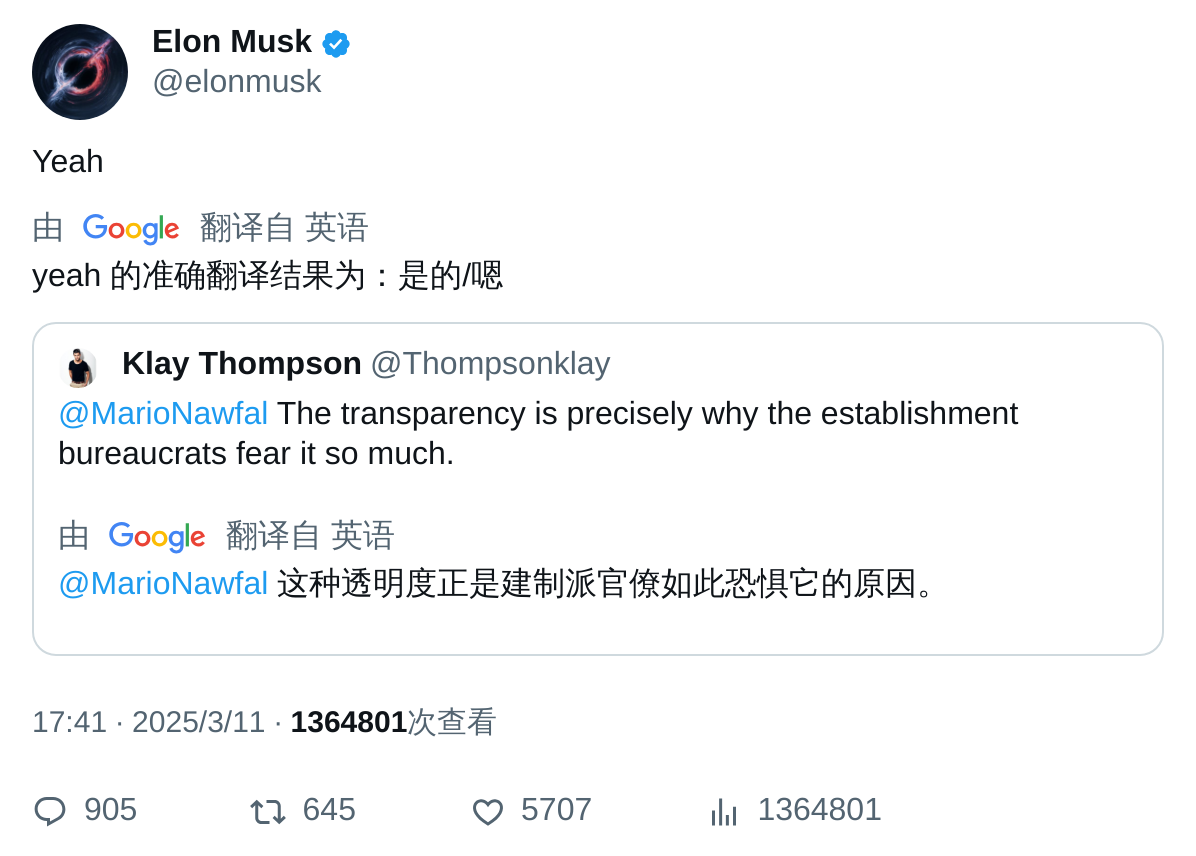 Elon Musk
@elonmusk
Yeah
由 Google 翻译自 英语
yeah 的准确翻译结果为：是的/嗯
Klay Thompson @Thompsonklay
@MarioNawfal The transparency is precisely why the establishment
bureaucrats fear it so much.
由 Google 翻译自 英语
@MarioNawfal 这种透明度正是建制派官僚如此恐惧它的原因。
17:41 · 2025/3/11 · 1364801次查看
905 645 5707 1364801